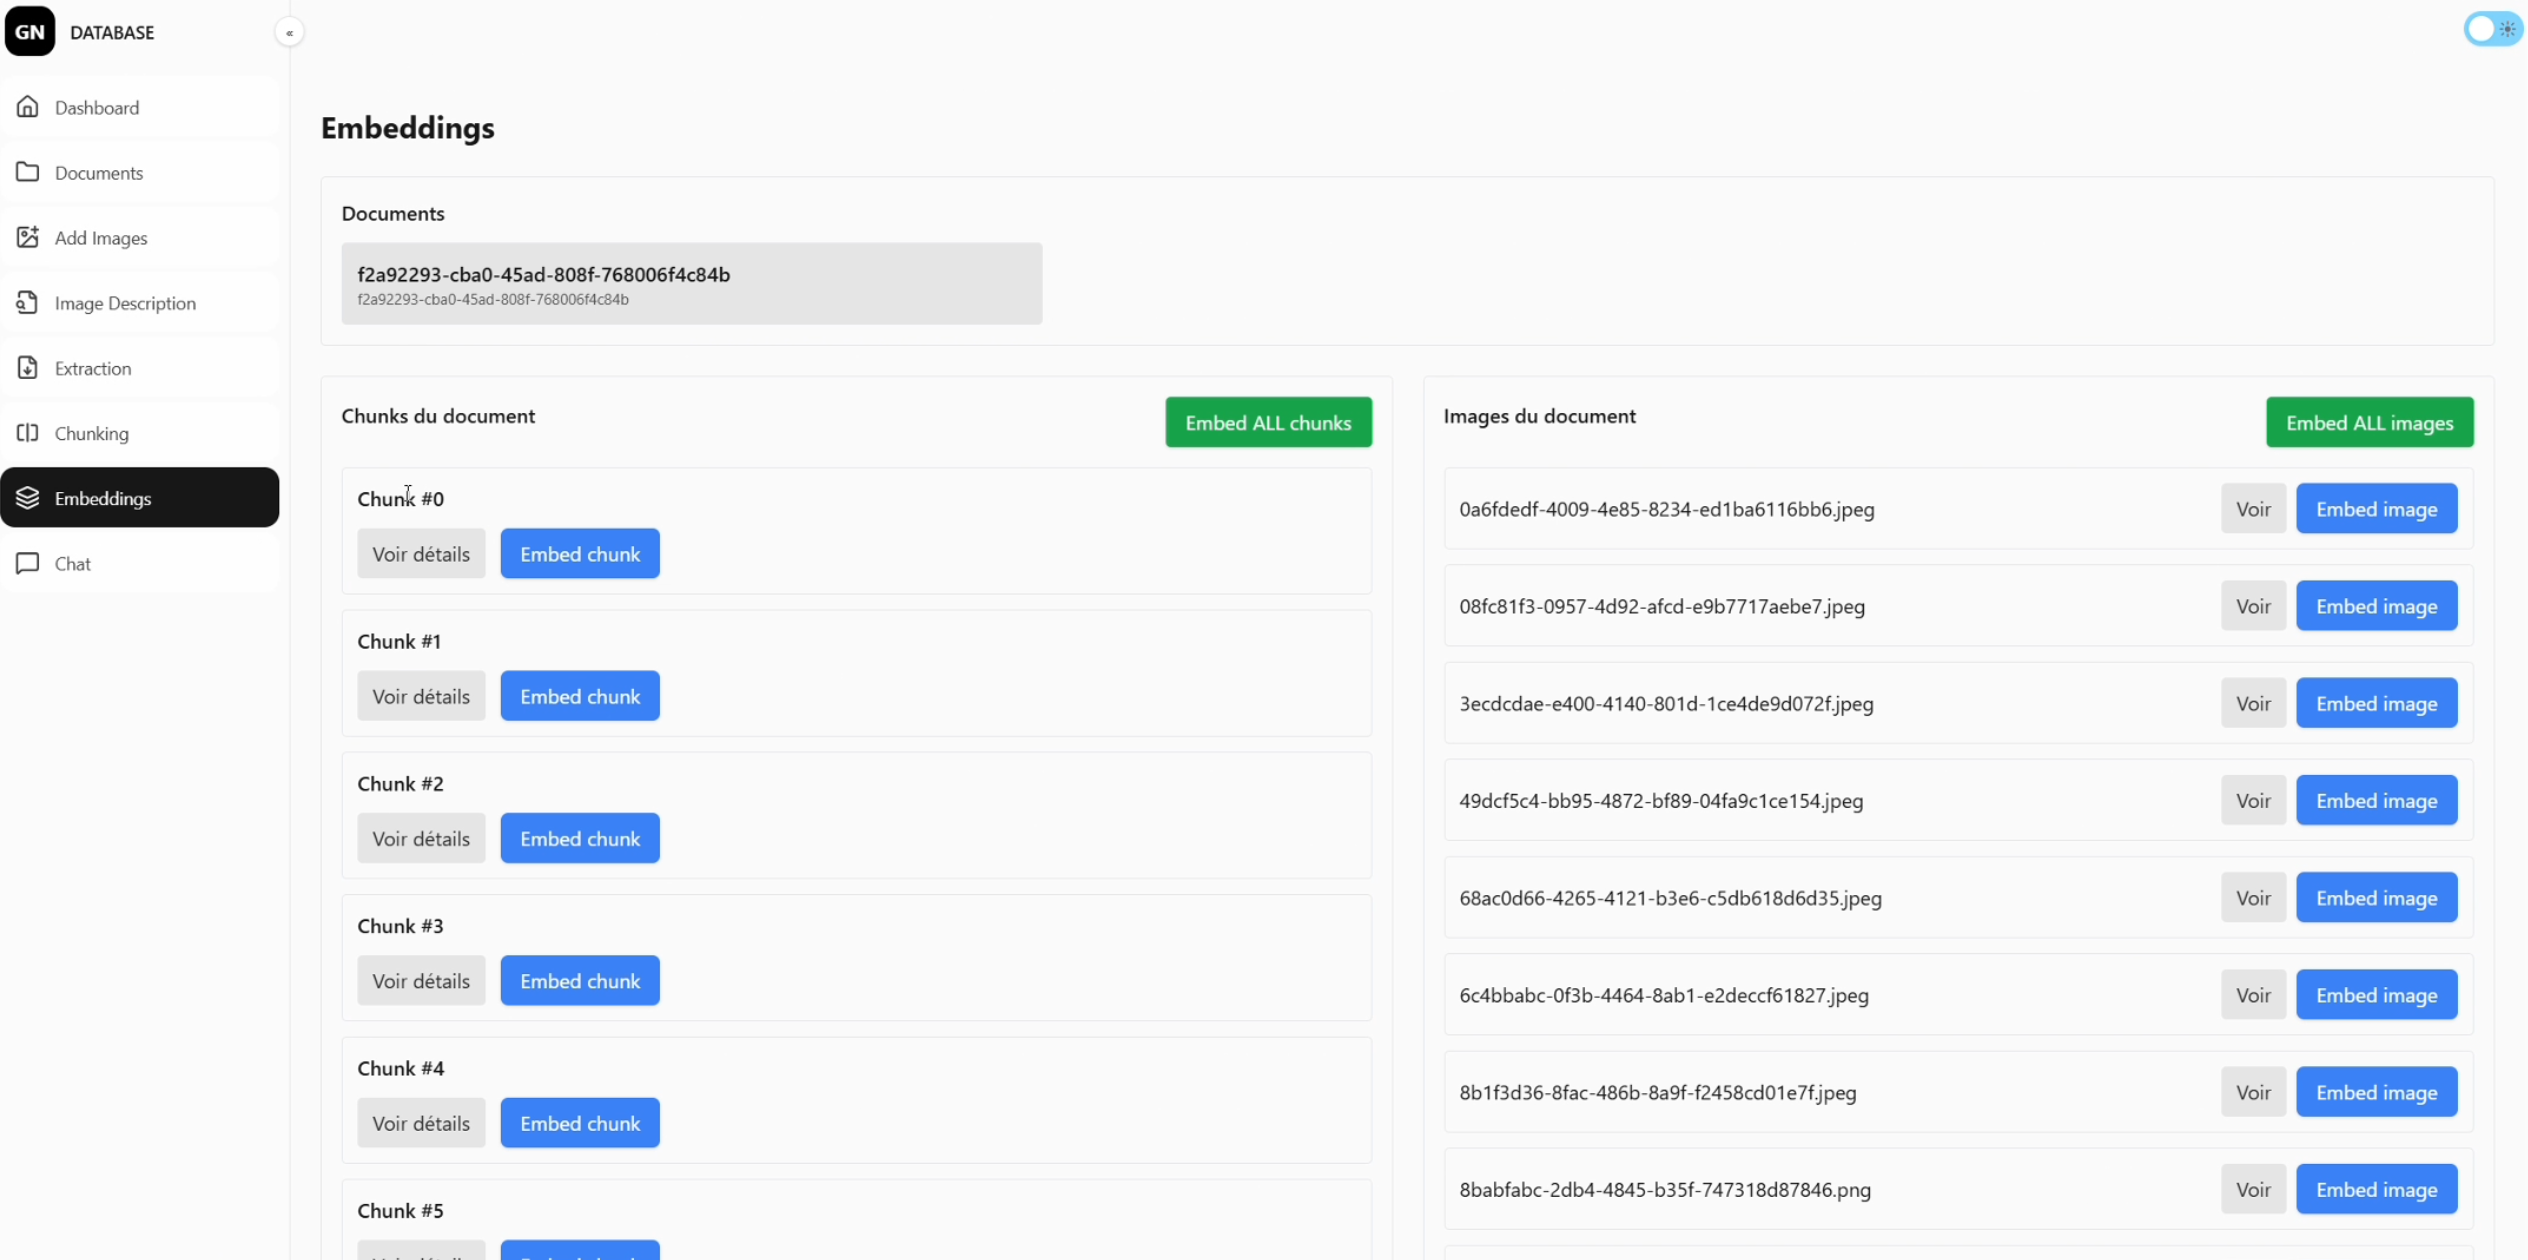 GN DATABASE
«
Dashboard
Documents
Add Images
Image Description
Extraction
Chunking
Embeddings
Chat
Embeddings
Documents
f2a92293-cba0-45ad-808f-768006f4c84b
f2a92293-cba0-45ad-808f-768006f4c84b
Chunks du document
Embed ALL chunks
Chunk #0
Voir détails Embed chunk
Chunk #1
Voir détails Embed chunk
Chunk #2
Voir détails Embed chunk
Chunk #3
Voir détails Embed chunk
Chunk #4
Voir détails Embed chunk
Chunk #5
Images du document
Embed ALL images
0a6fdedf-4009-4e85-8234-ed1ba6116bb6.jpeg Voir Embed image
08fc81f3-0957-4d92-afcd-e9b7717aebe7.jpeg Voir Embed image
3ecdcdae-e400-4140-801d-1ce4de9d072f.jpeg Voir Embed image
49dcf5c4-bb95-4872-bf89-04fa9c1ce154.jpeg Voir Embed image
68ac0d66-4265-4121-b3e6-c5db618d6d35.jpeg Voir Embed image
6c4bbabc-0f3b-4464-8ab1-e2deccf61827.jpeg Voir Embed image
8b1f3d36-8fac-486b-8a9f-f2458cd01e7f.jpeg Voir Embed image
8babfabc-2db4-4845-b35f-747318d87846.png Voir Embed image